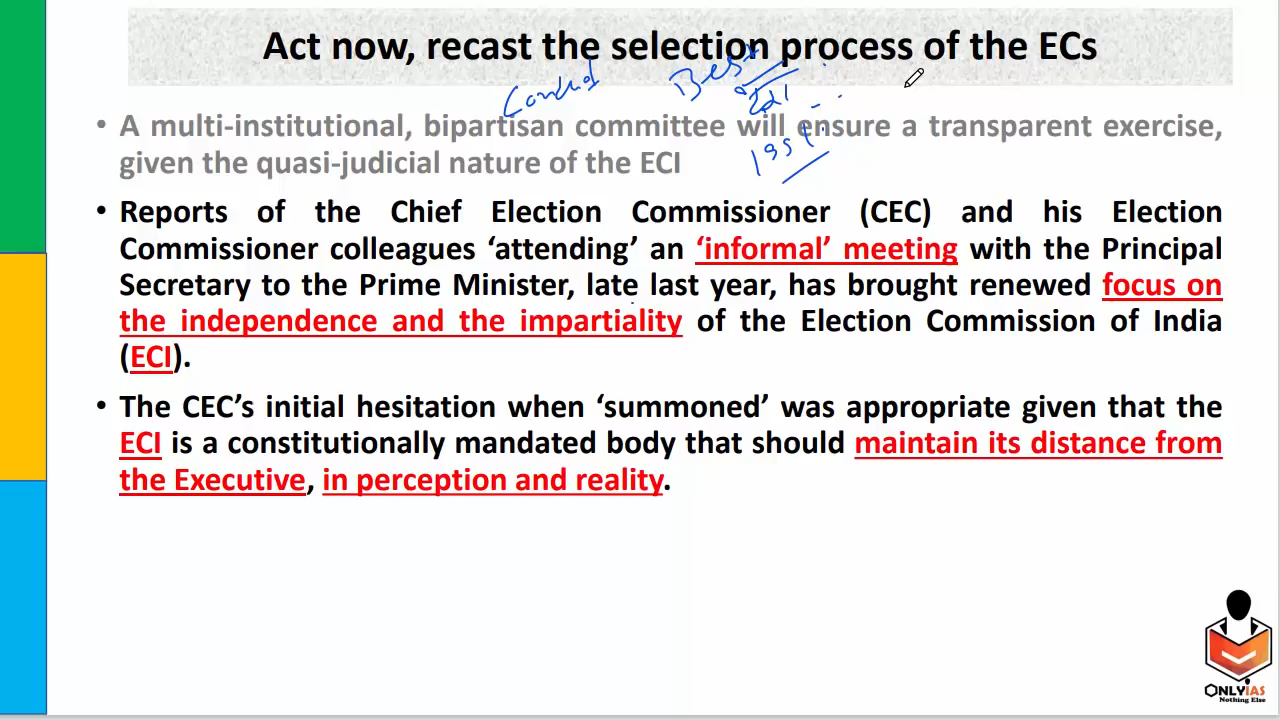 Act now, recast the selection process of the ECs
• A multi-institutional, bipartisan committee will ensure a transparent exercise,
given the quasi-judicial nature of the ECI
• Reports of the Chief Election Commissioner (CEC) and his Election
Commissioner colleagues ‘attending’ an ‘informal’ meeting with the Principal
Secretary to the Prime Minister, late last year, has brought renewed focus on
the independence and the impartiality of the Election Commission of India
(ECI).
• The CEC’s initial hesitation when ‘summoned’ was appropriate given that the
ECI is a constitutionally mandated body that should maintain its distance from
the Executive, in perception and reality.
ONLYIAS
Nothing Else